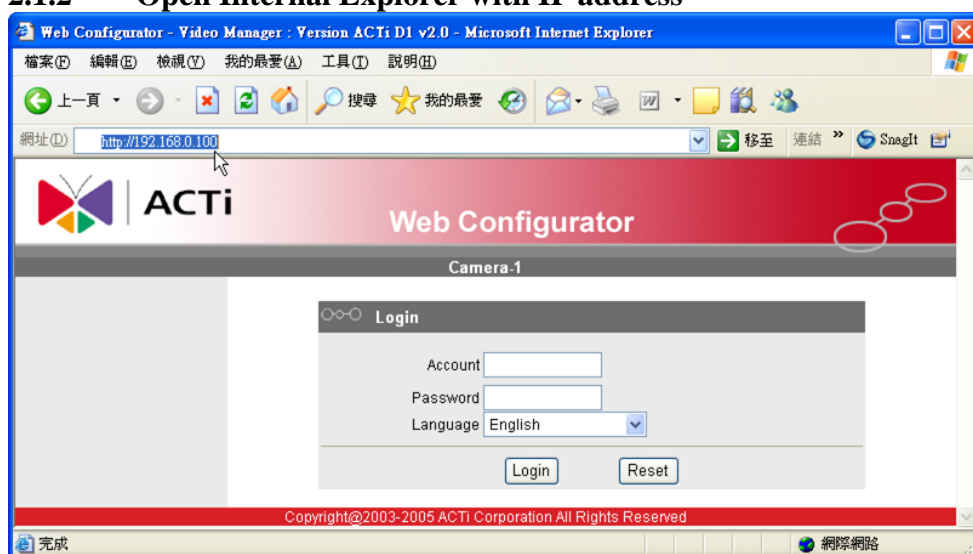 2.1.2 Open Internal Explorer with IP address
Web Configurator - Video Manager : Version ACTi D1 v2.0 - Microsoft Internet Explorer
檔案(F) 編輯(E) 檢視(V) 我的最愛(A) 工具(T) 說明(H)
上一頁 搜尋 我的最愛 W
網址(D) http://192.168.0.100 移至 連結 » SnagIt
ACTi
Web Configurator
Camera-1
Login
Account
Password
Language English
Login Reset
Copyright@2003-2005 ACTi Corporation All Rights Reserved
完成 網際網路